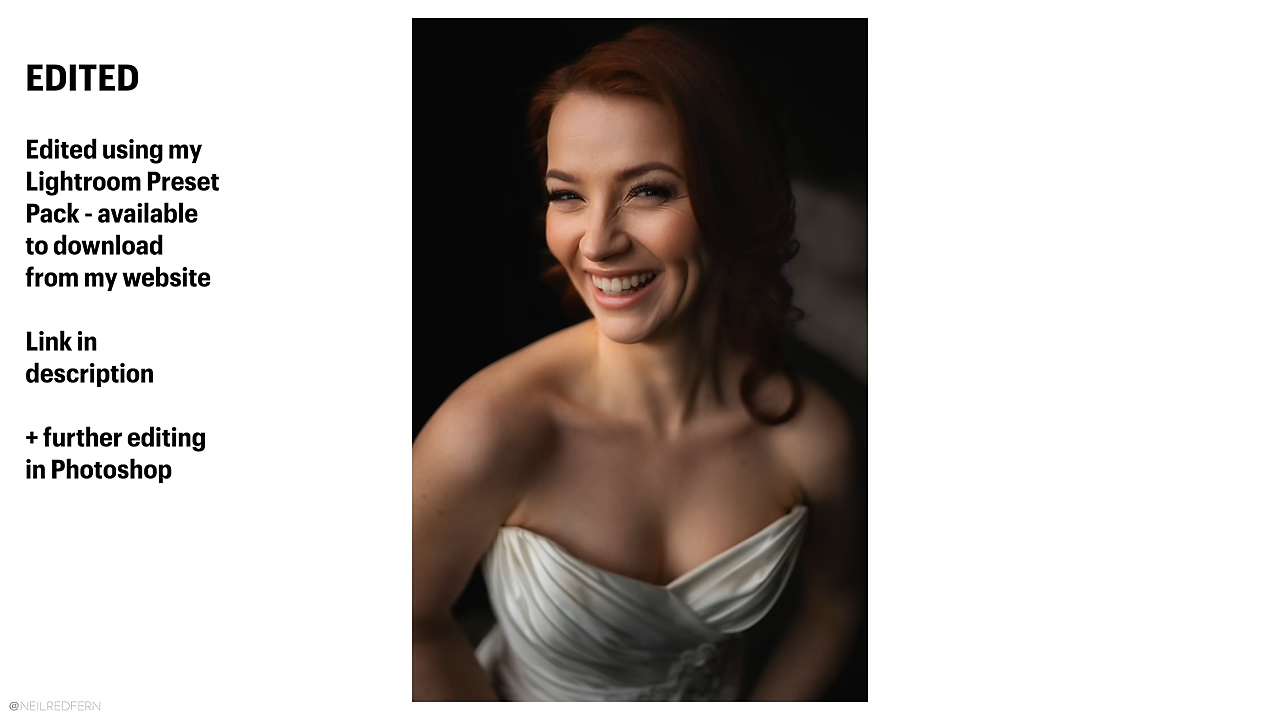 EDITED
Edited using my
Lightroom Preset
Pack - available
to download
from my website
Link in
description
+ further editing
in Photoshop
@NEILREDFERN